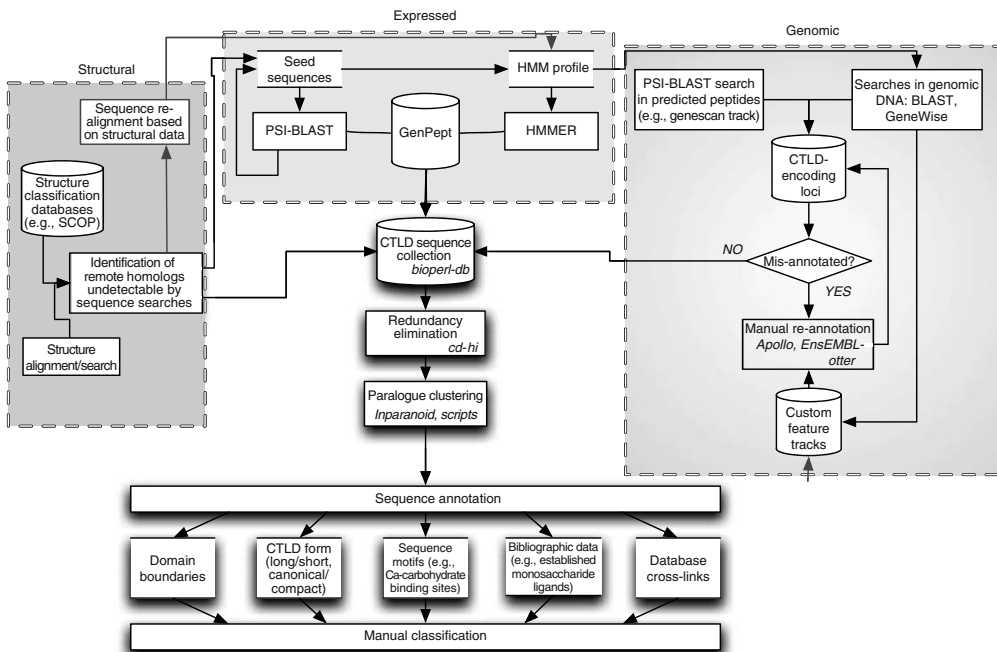 Expressed
Genomic
Structural
Sequence re-
alignment based
on structural data
Structure
classification
databases
(e.g., SCOP)
Identification of
remote homologs
undetectable by
sequence searches
Structure
alignment/search
Seed
sequences
HMM profile
PSI-BLAST
GenPept
HMMER
PSI-BLAST search
in predicted peptides
(e.g., genescan track)
Searches in genomic
DNA: BLAST,
GeneWise
CTLD-
encoding
loci
NO
Mis-annotated?
YES
Manual re-annotation
Apollo, EnsEMBL-
otter
Custom
feature
tracks
CTLD sequence
collection
bioperl-db
Redundancy
elimination
cd-hi
Paralogue clustering
Inparanoid, scripts
Sequence annotation
Domain
boundaries
CTLD form
(long/short,
canonical/
compact)
Sequence
motifs (e.g.,
Ca-carbohydrate
binding sites)
Bibliographic data
(e.g., established
monosaccharide
ligands)
Database
cross-links
Manual classification